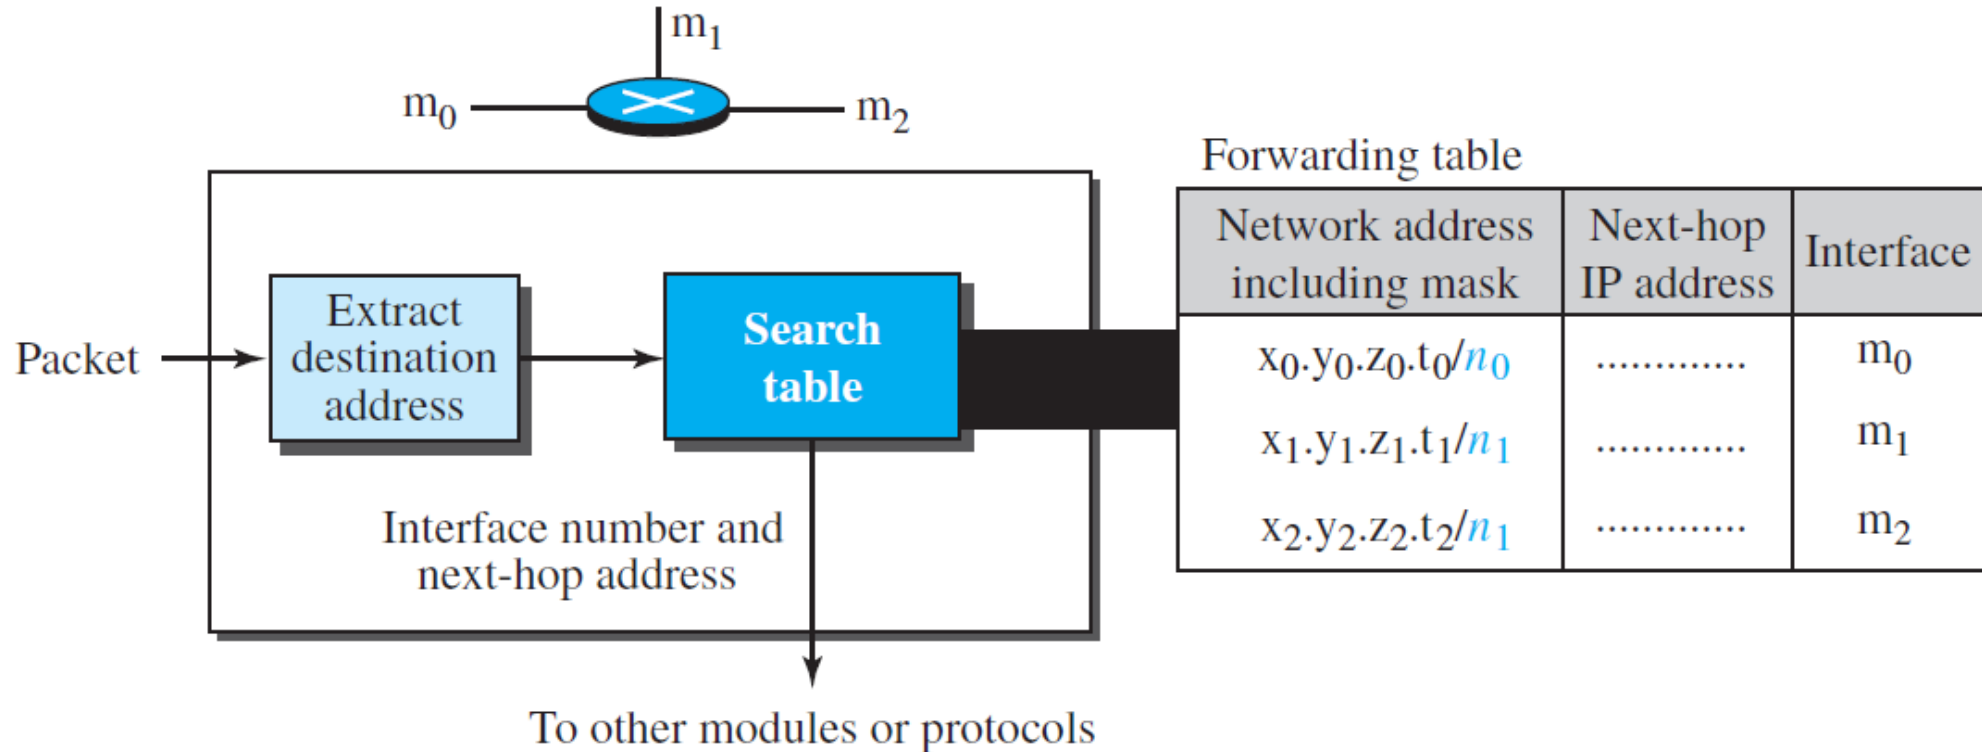 m₁
m₀
m₂
Forwarding table
Network address
including mask
Next-hop
IP address
Interface
Packet
Extract
destination
address
Search
table
x₀.y₀.z₀.t₀/n₀ ............. m₀
x₁.y₁.z₁.t₁/n₁ ............. m₁
x₂.y₂.z₂.t₂/n₁ ............. m₂
Interface number and
next-hop address
To other modules or protocols